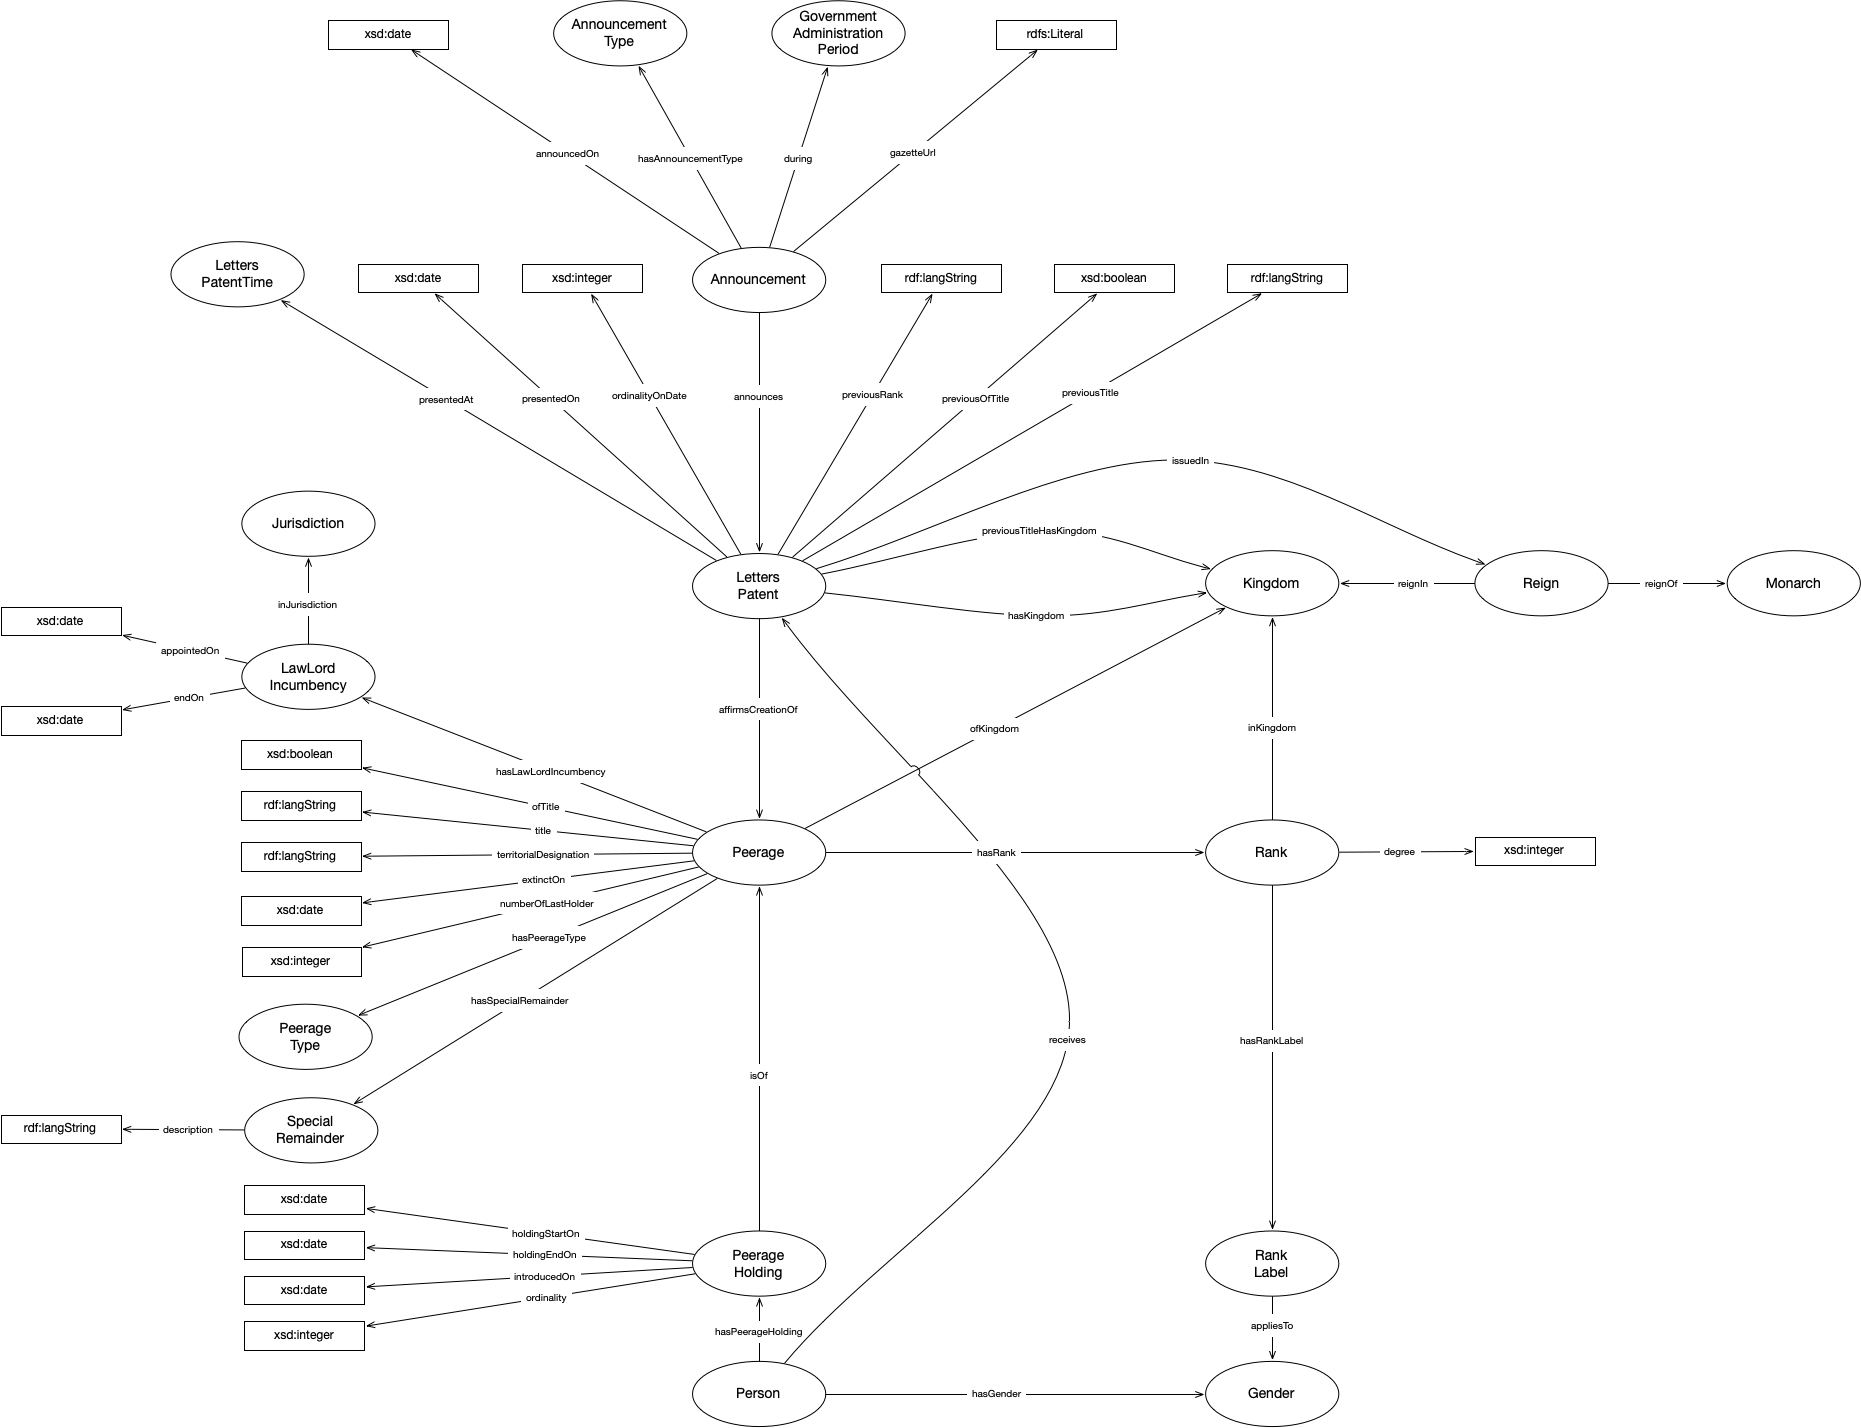 xsd:date
Announcement
Type
Government
Administration
Period
rdfs:Literal
announcedOn
hasAnnouncementType
during
gazetteUrl
Letters
PatentTime
xsd:date
xsd:integer
Announcement
rdf:langString
xsd:boolean
rdf:langString
presentedAt
presentedOn
ordinalityOnDate
announces
previousRank
previousOfTitle
previousTitle
issuedIn
Jurisdiction
previousTitleHasKingdom
Letters
Patent
Kingdom
reignIn
Reign
reignOf
Monarch
inJurisdiction
hasKingdom
xsd:date
appointedOn
LawLord
Incumbency
endOn
xsd:date
affirmsCreationOf
ofKingdom
inKingdom
xsd:boolean
hasLawLordIncumbency
rdf:langString
ofTitle
title
rdf:langString
territorialDesignation
Peerage
hasRank
Rank
degree
xsd:integer
extinctOn
xsd:date
numberOfLastHolder
hasPeerageType
xsd:integer
hasSpecialRemainder
Peerage
Type
receives
hasRankLabel
isOf
rdf:langString
description
Special
Remainder
xsd:date
holdingStartOn
xsd:date
holdingEndOn
Peerage
Holding
Rank
Label
introducedOn
xsd:date
ordinality
xsd:integer
hasPeerageHolding
appliesTo
Person
hasGender
Gender